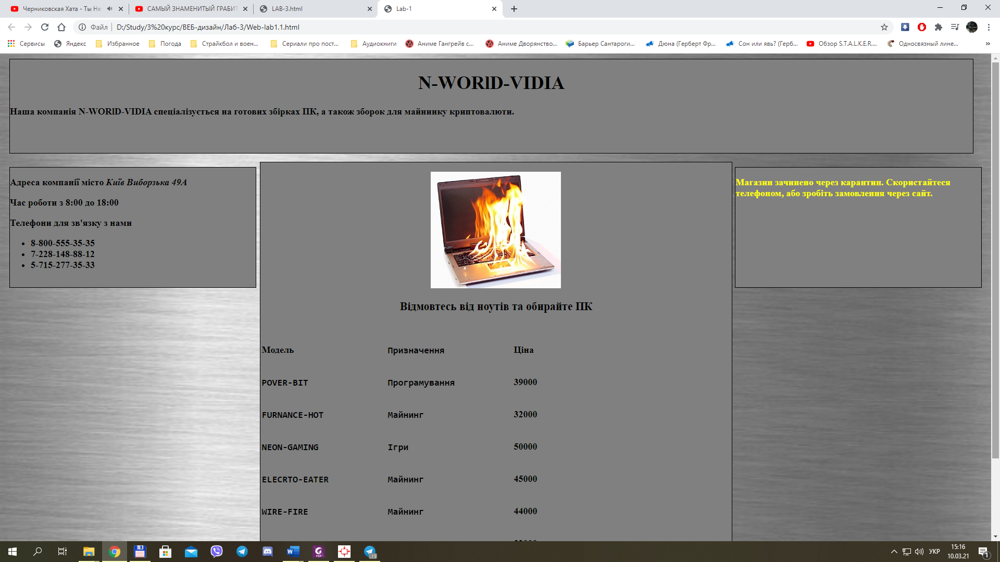 Черниковская Хата - Ты Не
САМЫЙ ЗНАМЕНИТЫЙ ГРАБИТ
LAB-3.html
Lab-1
Файл
D:/Study/3%20курс/ВЕБ-дизайн/Лаб-3/Web-lab1.1.html
Сервисы
Яндекс
Избранное
Погода
Страйкбол и воен...
Сериали про пост...
Аудиокниги
Аниме Гангрейв с...
Аниме Дворянство...
Барьер Сантароги...
Дюна (Герберт Фр...
Сон или явь? (Герб...
Обзор S.T.A.L.K.E.R....
Односвязный лине...
»
N-WORlD-VIDIA
Наша компанія N-WORlD-VIDIA спеціалізується на готових збірках ПК, а також зборок для майнинку криптовалюти.
Адреса компанії місто Київ Виборзька 49А
Час роботи з 8:00 до 18:00
Телефони для зв'язку з нами
• 8-800-555-35-35
• 7-228-148-88-12
• 5-715-277-35-33
Відмовтесь від ноутів та обирайте ПК
Модель Призначення Ціна
POVER-BIT Програмування 39000
FURNANCE-HOT Майнинг 32000
NEON-GAMING Ігри 50000
ELECRTO-EATER Майнинг 45000
WIRE-FIRE Майнинг 44000
Магазин зачинено через карантин. Скористайтеся
телефоном, або зробіть замовлення через сайт.
УКР
15:16
10.03.21